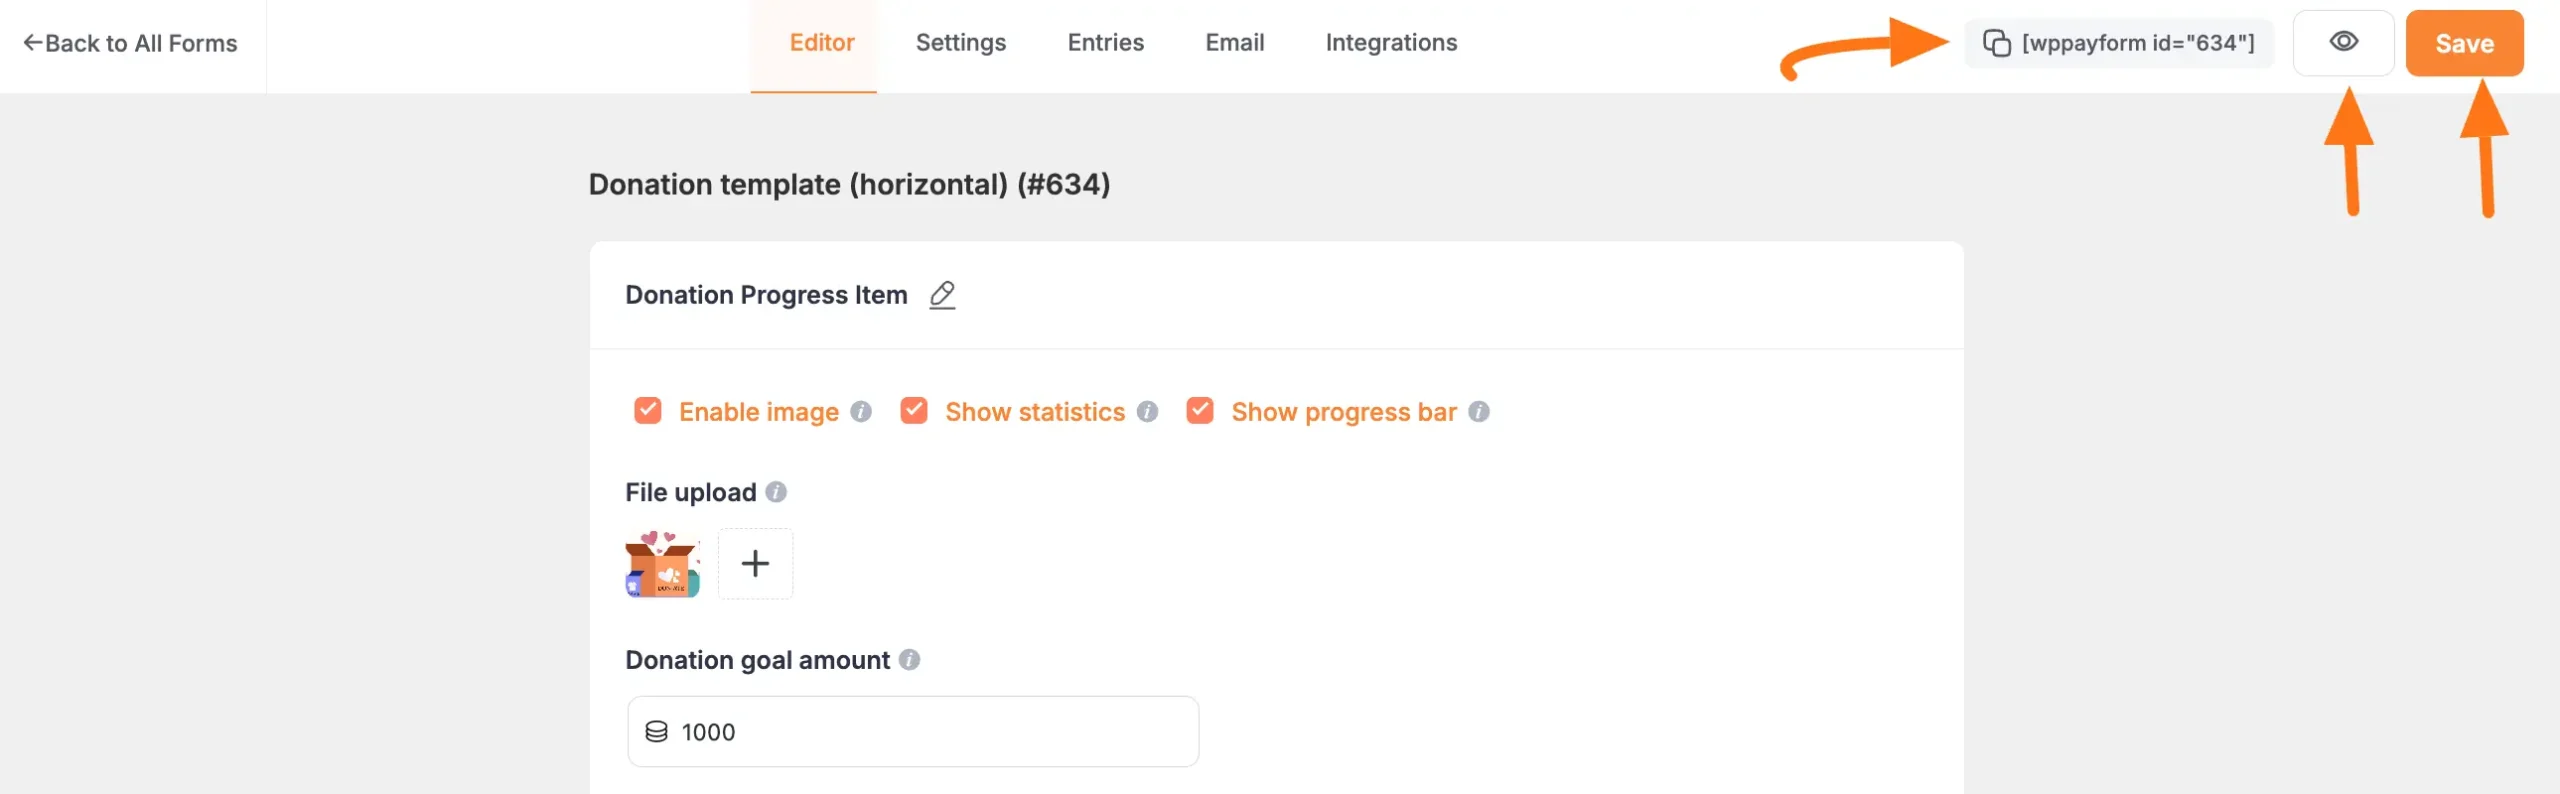 ←Back to All Forms
Editor
Settings
Entries
Email
Integrations
[wppayform id="634"]
Save
Donation template (horizontal) (#634)
Donation Progress Item
Enable image
Show statistics
Show progress bar
File upload
Donation goal amount
1000